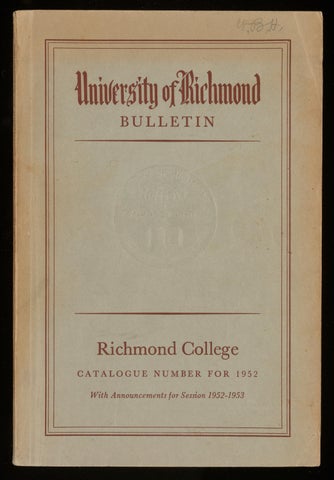 University of Richmond
BULLETIN
Richmond College
CATALOGUE NUMBER FOR 1952
With Announcements for Session 1952-1953